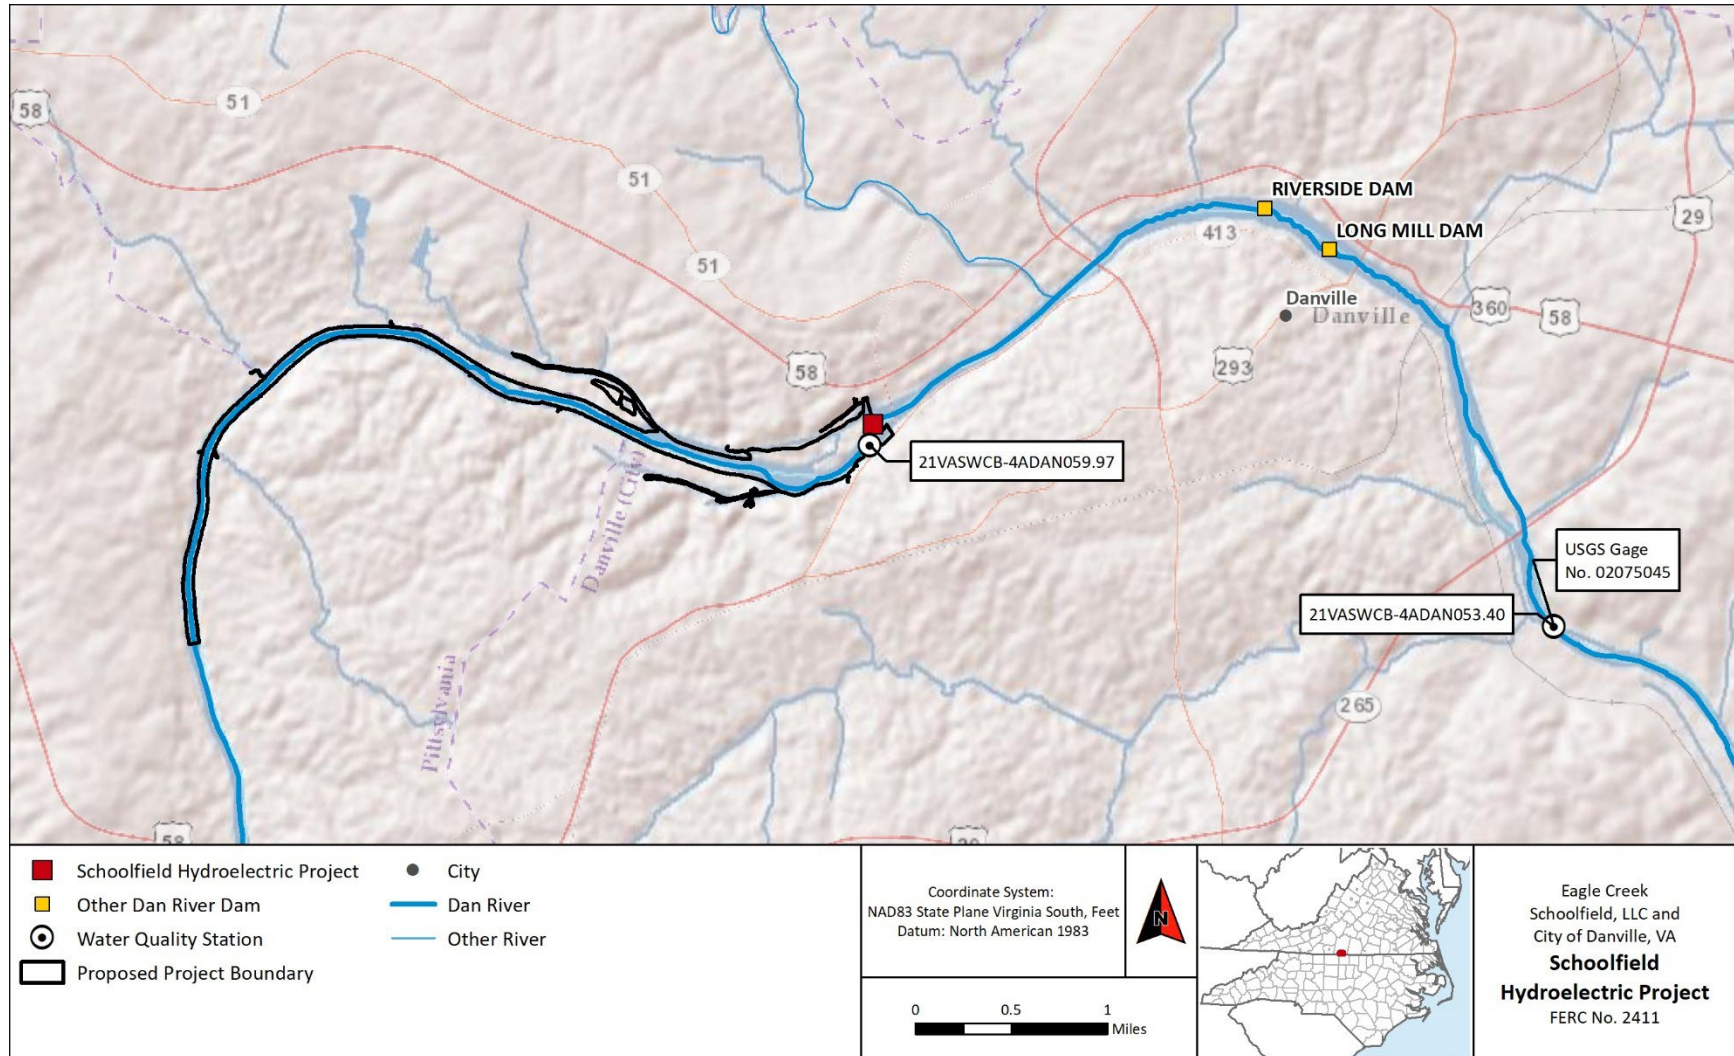 58
51
51
51
58
RIVERSIDE DAM
LONG MILL DAM
413
29
Danville
Danville
360
58
293
21VASWCB-4ADAN059.97
Danville (City)
Pittsylvania
USGS Gage
No. 02075045
21VASWCB-4ADAN053.40
265
58
29
Schoolfield Hydroelectric Project
Other Dan River Dam
Water Quality Station
Proposed Project Boundary
City
Dan River
Other River
Coordinate System:
NAD83 State Plane Virginia South, Feet
Datum: North American 1983
N
0 0.5 1
Miles
Eagle Creek
Schoolfield, LLC and
City of Danville, VA
Schoolfield
Hydroelectric Project
FERC No. 2411